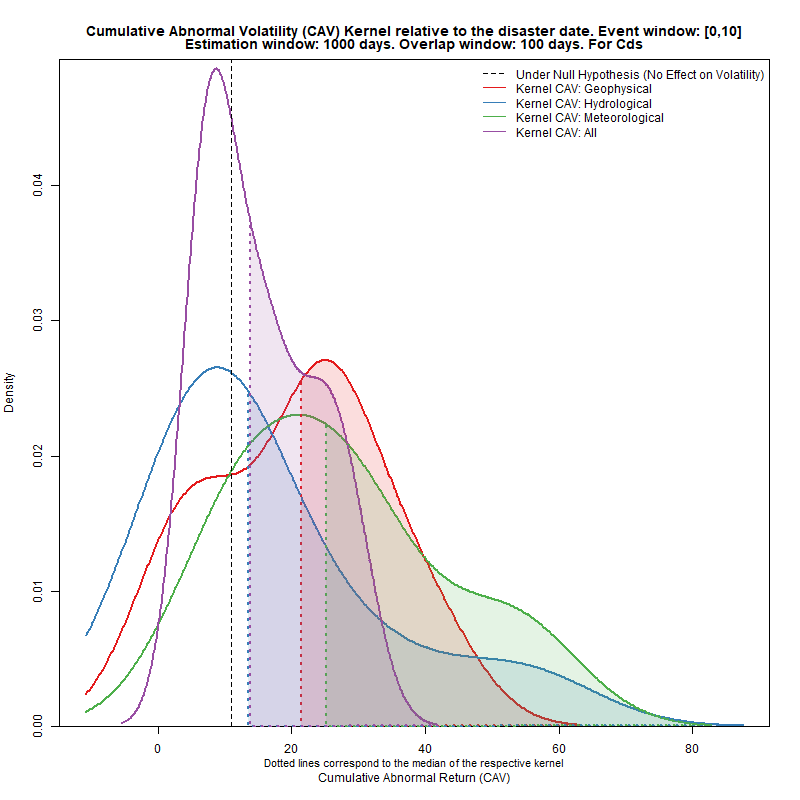 Cumulative Abnormal Volatility (CAV) Kernel relative to the disaster date. Event window: [0,10]
Estimation window: 1000 days. Overlap window: 100 days. For Cds
Under Null Hypothesis (No Effect on Volatility)
Kernel CAV: Geophysical
Kernel CAV: Hydrological
Kernel CAV: Meteorological
Kernel CAV: All
0.04
0.03
0.02
0.01
0.00
Density
0 20 40 60 80
Dotted lines correspond to the median of the respective kernel
Cumulative Abnormal Return (CAV)